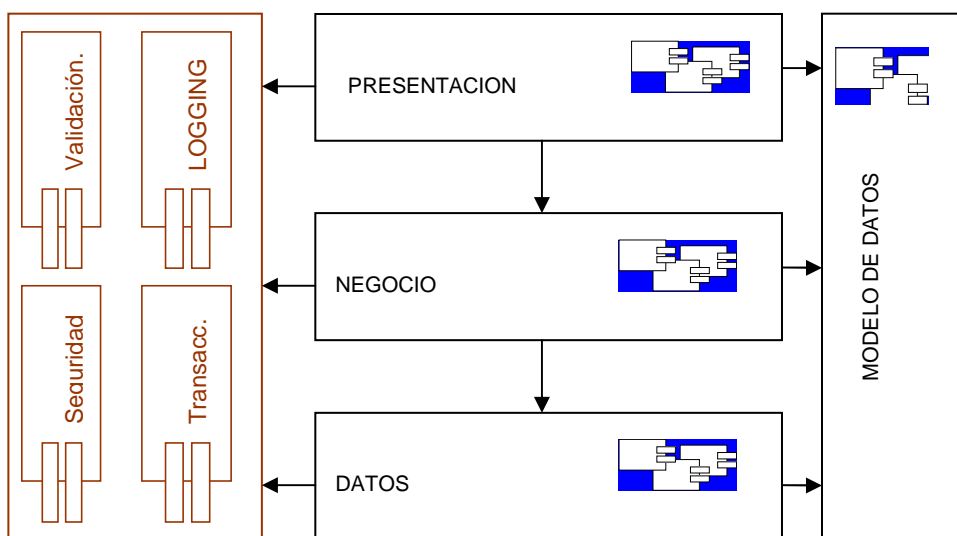 Validación.
LOGGING
Seguridad
Transacc.
PRESENTACION
NEGOCIO
DATOS
MODELO DE DATOS